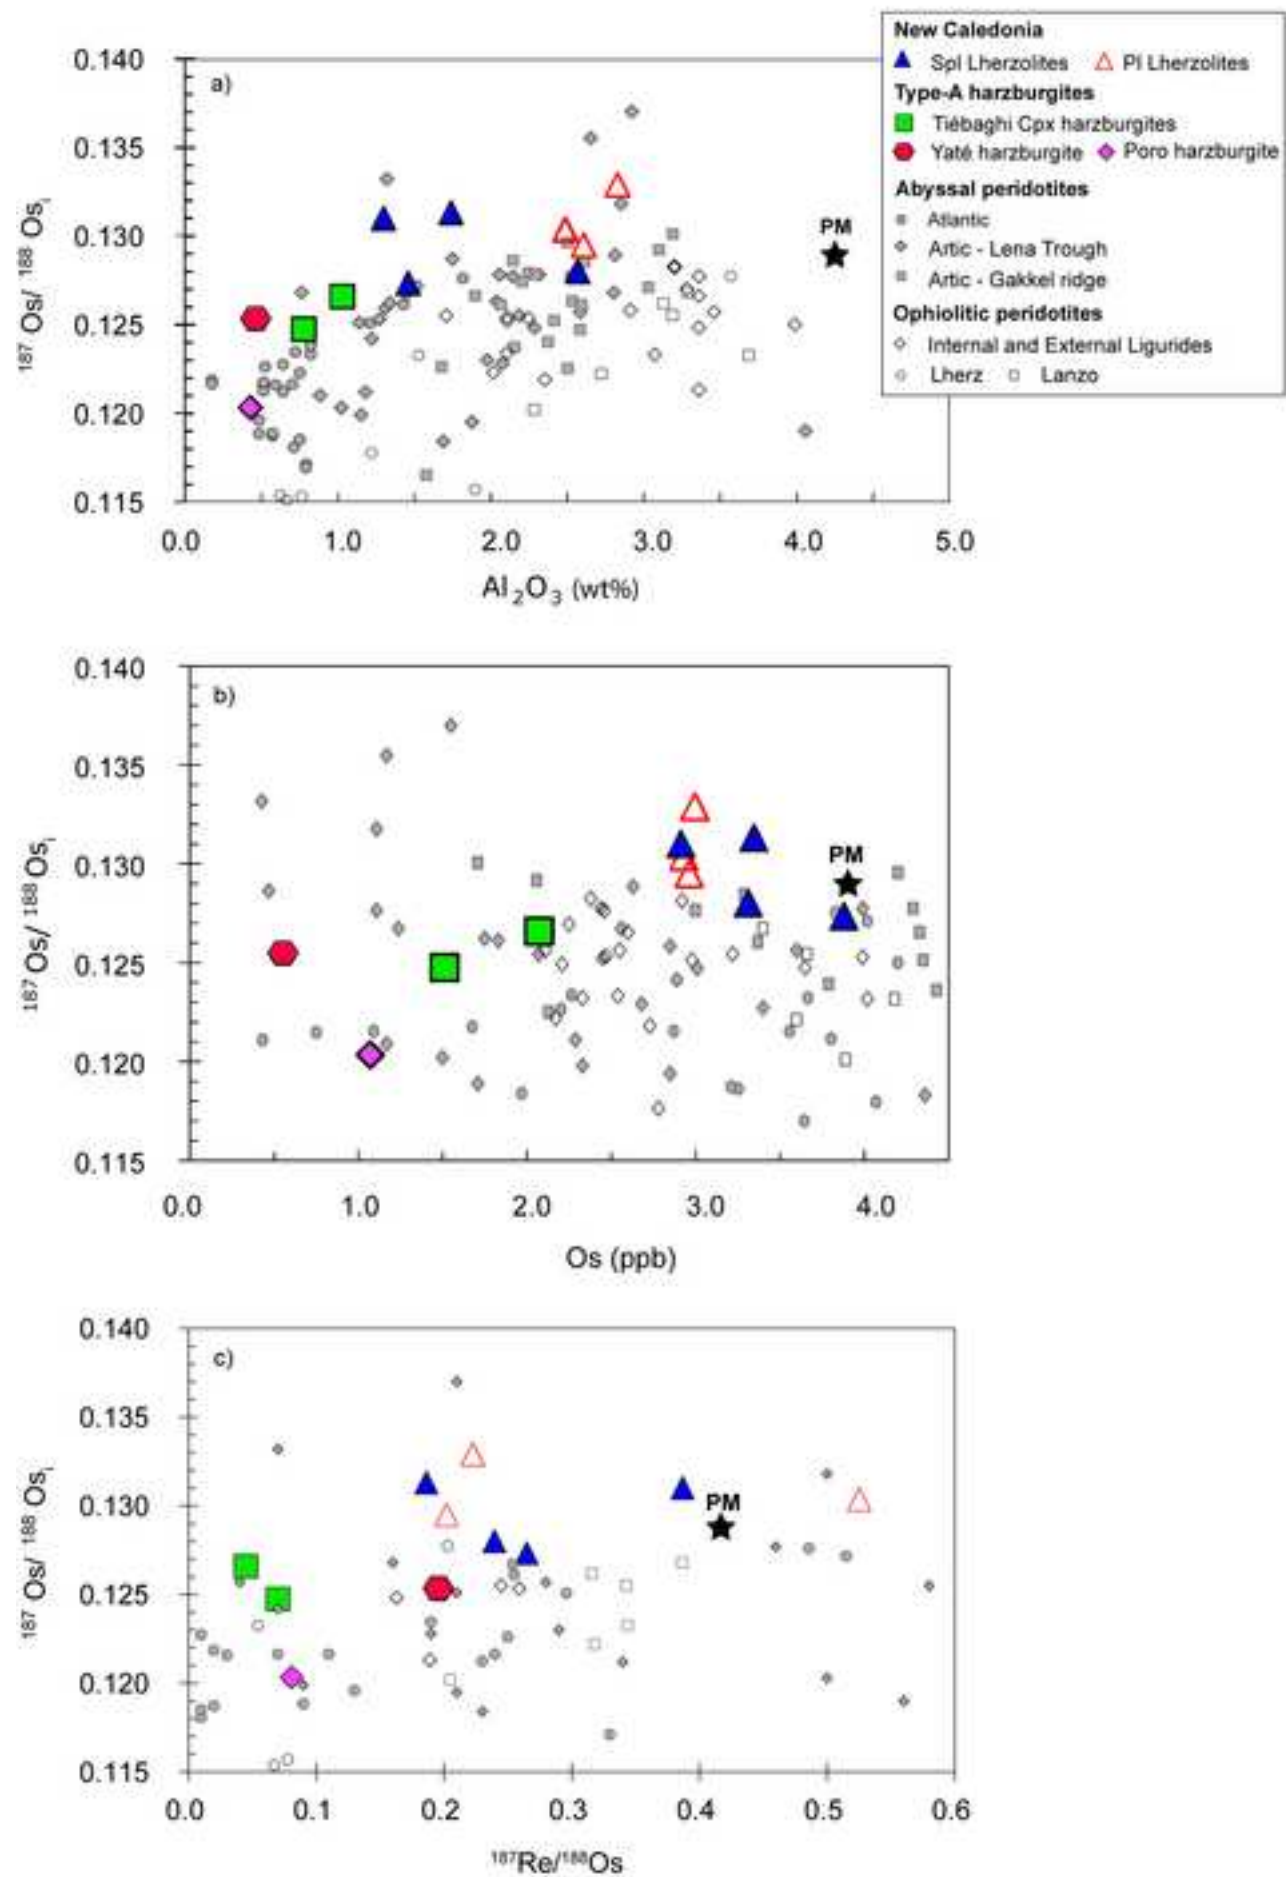 New Caledonia
Spl Lherzolites Pl Lherzolites
Type-A harzburgites
Tiébaghi Cpx harzburgites
Yaté harzburgite Poro harzburgite
Abyssal peridotites
Atlantic
Artic - Lena Trough
Artic - Gakkel ridge
Ophiolitic peridotites
Internal and External Ligurides
Lherz Lanzo
a)
0.140
0.135
0.130
0.125
0.120
0.115
187 Os/ 188 Osi
PM
0.0 1.0 2.0 3.0 4.0 5.0
Al2O3 (wt%)
b)
0.140
0.135
0.130
0.125
0.120
0.115
187 Os/ 188 Osi
PM
0.0 1.0 2.0 3.0 4.0
Os (ppb)
c)
0.140
0.135
0.130
0.125
0.120
0.115
187 Os/ 188 Osi
PM
0.0 0.1 0.2 0.3 0.4 0.5 0.6
187Re/188Os